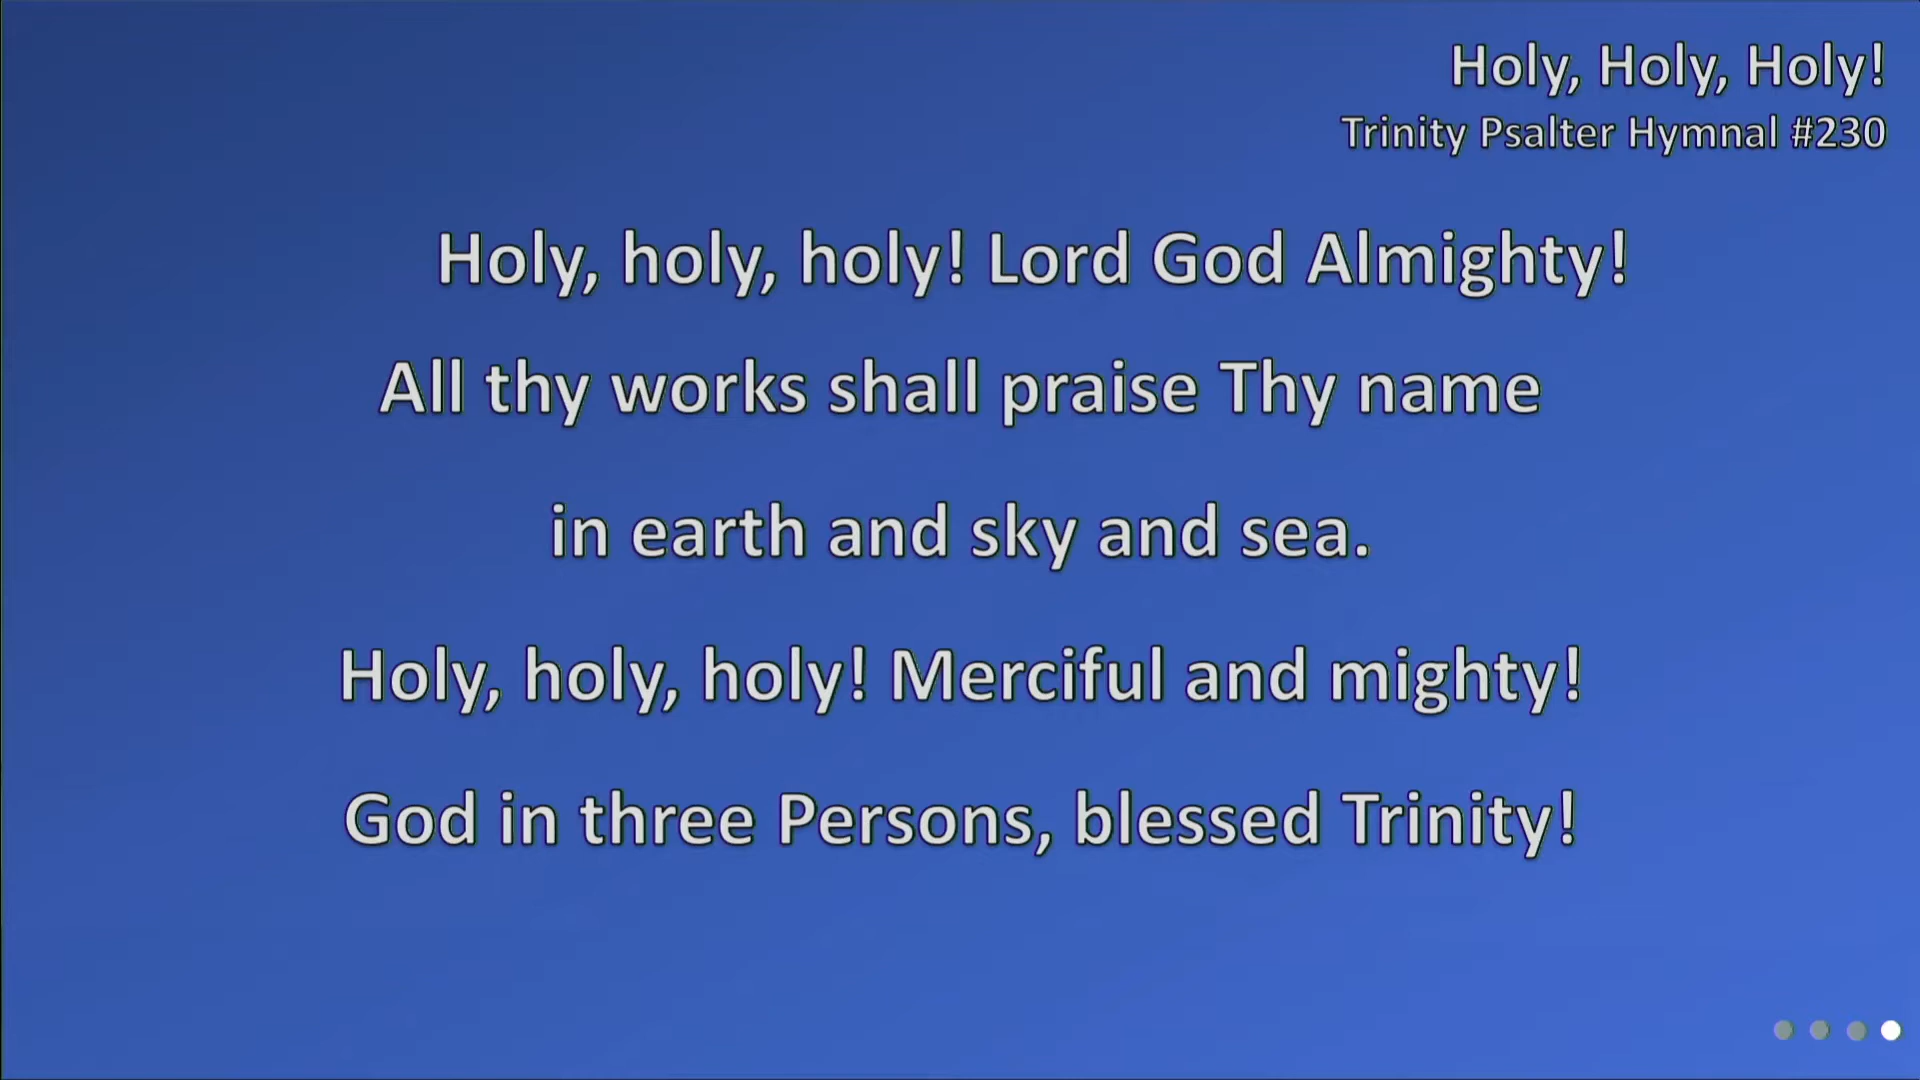 Holy, Holy, Holy!
Trinity Psalter Hymnal #230
Holy, holy, holy! Lord God Almighty!
All thy works shall praise Thy name
in earth and sky and sea.
Holy, holy, holy! Merciful and mighty!
God in three Persons, blessed Trinity!